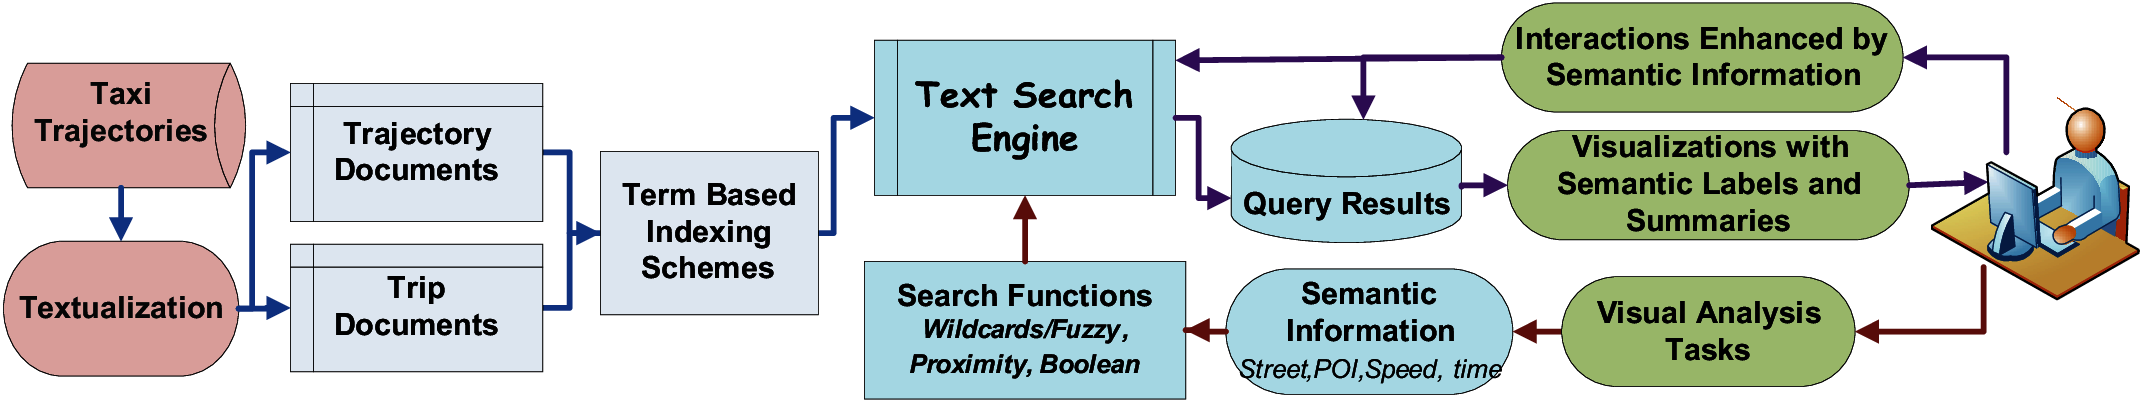 Taxi
Trajectories
Textualization
Trajectory
Documents
Trip
Documents
Term Based
Indexing
Schemes
Text Search
Engine
Search Functions
Wildcards/Fuzzy,
Proximity, Boolean
Query Results
Semantic
Information
Street,POI,Speed, time
Interactions Enhanced by
Semantic Information
Visualizations with
Semantic Labels and
Summaries
Visual Analysis
Tasks